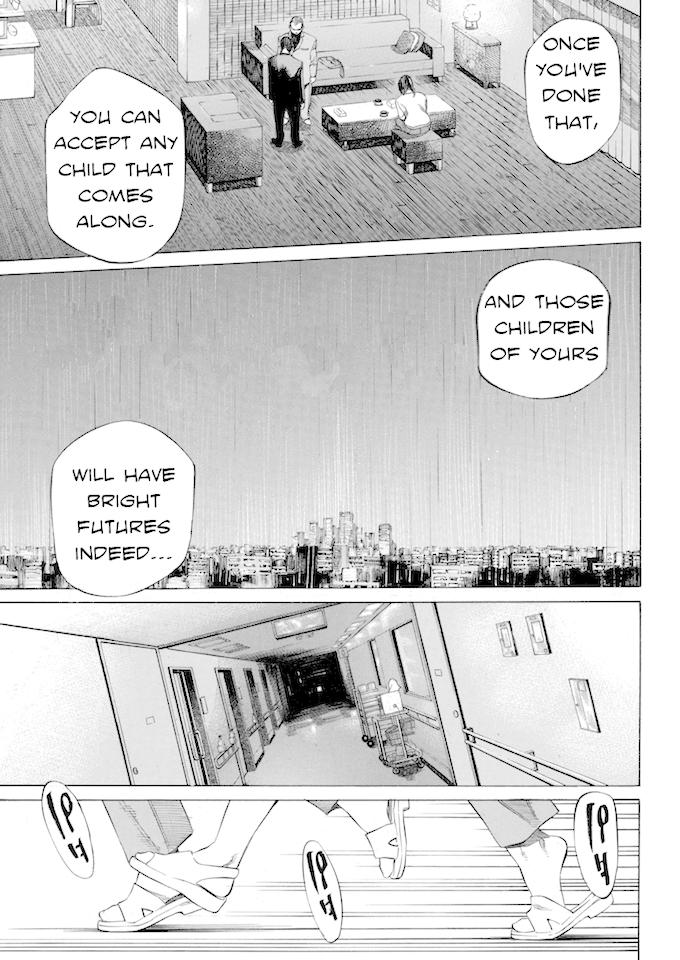 ONCE
YOU'VE
DONE
THAT,
YOU CAN
ACCEPT ANY
CHILD THAT
COMES
ALONG.
AND THOSE
CHILDREN
OF YOURS
WILL HAVE
BRIGHT
FUTURES
INDEED...